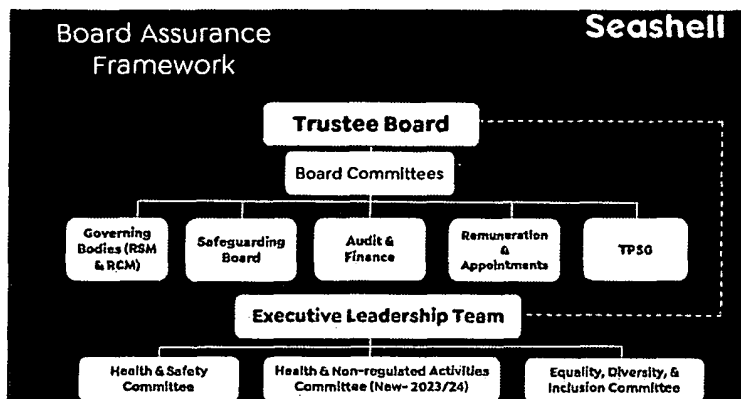 Board Assurance
Framework
Seashell
Trustee Board
Board Committees
Governing
Bodies (RSM
& RCM)
Safeguarding
Board
Audit &
Finance
Remuneration
&
Appointments
TPSG
Executive Leadership Team
Health & Safety
Committee
Health & Non-regulated Activities
Committee (New- 2023/24)
Equality, Diversity, &
Inclusion Committee